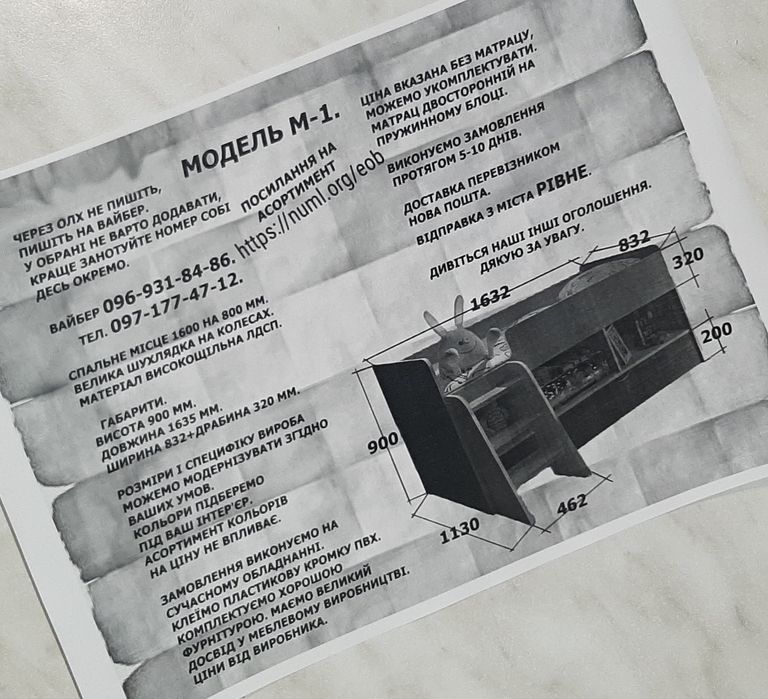 МОДЕЛЬ М-1.
ЧЕРЕЗ ОЛХ НЕ ПИШІТЬ,
ПИШІТЬ НА ВАЙБЕР.
У ОБРАНІ НЕ ВАРТО ДОДАВАТИ,
КРАЩЕ ЗАНОТУЙТЕ НОМЕР СОБІ
ДЕСЬ ОКРЕМО.
ПОСИЛАННЯ НА
АСОРТИМЕНТ
https://numl.org/eob
ВАЙБЕР 096-931-84-86.
ТЕЛ. 097-177-47-12.
СПАЛЬНЕ МІСЦЕ 1600 НА 800 ММ.
ВЕЛИКА ШУХЛЯДКА НА КОЛЕСАХ.
МАТЕРІАЛ ВИСОКОЩІЛЬНА ЛДСП.
ГАБАРИТИ.
ВИСОТА 900 ММ.
ДОВЖИНА 1635 ММ.
ШИРИНА 832+ДРАБИНА 320 ММ.
РОЗМІРИ І СПЕЦИФІКУ ВИРОБА
МОЖЕМО МОДЕРНІЗУВАТИ ЗГІДНО
ВАШИХ УМОВ.
КОЛЬОРИ ПІДБЕРЕМО
ПІД ВАШ ІНТЕР'ЄР.
АСОРТИМЕНТ КОЛЬОРІВ
НА ЦІНУ НЕ ВПЛИВАЄ.
ЗАМОВЛЕННЯ ВИКОНУЄМО НА
СУЧАСНОМУ ОБЛАДНАННІ.
КЛЕЇМО ПЛАСТИКОВУ КРОМКУ ПВХ.
КОМПЛЕКТУЄМО ХОРОШОЮ
ФУРНІТУРОЮ. МАЄМО ВЕЛИКИЙ
ДОСВІД У МЕБЛЕВОМУ ВИРОБНИЦТВІ.
ЦІНИ ВІД ВИРОБНИКА.
ЦІНА ВКАЗАНА БЕЗ МАТРАЦУ,
МОЖЕМО УКОМПЛЕКТУВАТИ.
МАТРАЦ ДВОСТОРОННІЙ НА
ПРУЖИННОМУ БЛОЦІ.
ВИКОНУЄМО ЗАМОВЛЕННЯ
ПРОТЯГОМ 5-10 ДНІВ.
ДОСТАВКА ПЕРЕВІЗНИКОМ
НОВА ПОШТА.
ВІДПРАВКА З МІСТА РІВНЕ.
ДИВІТЬСЯ НАШІ ІНШІ ОГОЛОШЕННЯ.
ДЯКУЮ ЗА УВАГУ.
1632
832
320
200
900
1130
462